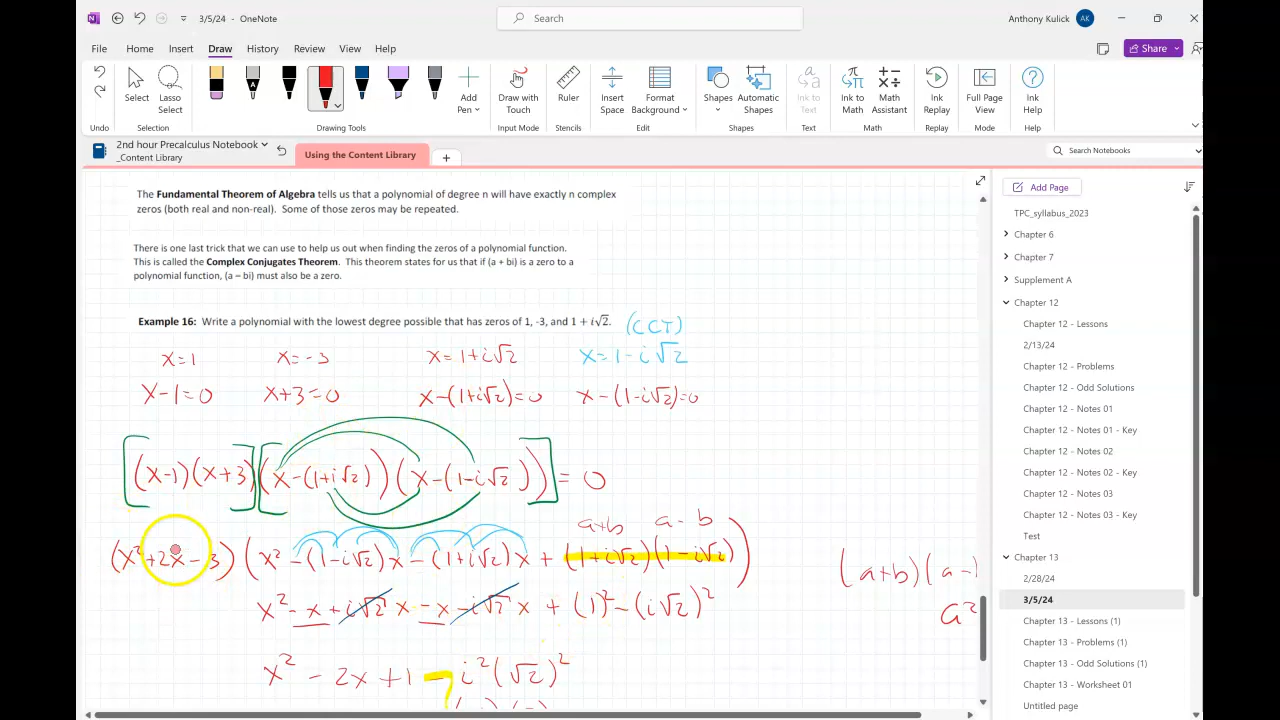 3/5/24 - OneNote
Search
Anthony Kulick AK
File Home Insert Draw History Review View Help Share
Select
Lasso Select
Add Pen
Draw with Touch
Ruler
Insert Space
Format Background
Shapes
Automatic Shapes
Ink to Text
Ink to Math
Math Assistant
Ink Replay
Full Page View
Ink Help
Undo Selection Drawing Tools Input Mode Stencils Edit Shapes Text Math Replay Mode Help
2nd hour Precalculus Notebook
_Content Library
Using the Content Library
+
Search Notebooks
The Fundamental Theorem of Algebra tells us that a polynomial of degree n will have exactly n complex
zeros (both real and non-real). Some of those zeros may be repeated.
There is one last trick that we can use to help us out when finding the zeros of a polynomial function.
This is called the Complex Conjugates Theorem. This theorem states for us that if (a + bi) is a zero to a
polynomial function, (a – bi) must also be a zero.
Example 16: Write a polynomial with the lowest degree possible that has zeros of 1, -3, and 1 + i√2. (CCT)
x=1 x=-3 x=1+i√2 x=1-i√2
x-1=0 x+3=0 x-(1+i√2)=0 x-(1-i√2)=0
[(x-1)(x+3)][(x-(1+i√2))(x-(1-i√2))] = 0
a+b a-b
(x²+2x-3)(x² -(1-i√2)x -(1+i√2)x + (1+i√2)(1-i√2))
(a+b)(a-
x² -x +i√2 x -x -i√2 x + (1)² -(i√2)²
a²
x² - 2x +1 - i²(√2)²
Add Page
TPC_syllabus_2023
Chapter 6
Chapter 7
Supplement A
Chapter 12
Chapter 12 - Lessons
2/13/24
Chapter 12 - Problems
Chapter 12 - Odd Solutions
Chapter 12 - Notes 01
Chapter 12 - Notes 01 - Key
Chapter 12 - Notes 02
Chapter 12 - Notes 02 - Key
Chapter 12 - Notes 03
Chapter 12 - Notes 03 - Key
Test
Chapter 13
2/28/24
3/5/24
Chapter 13 - Lessons (1)
Chapter 13 - Problems (1)
Chapter 13 - Odd Solutions (1)
Chapter 13 - Worksheet 01
Untitled page